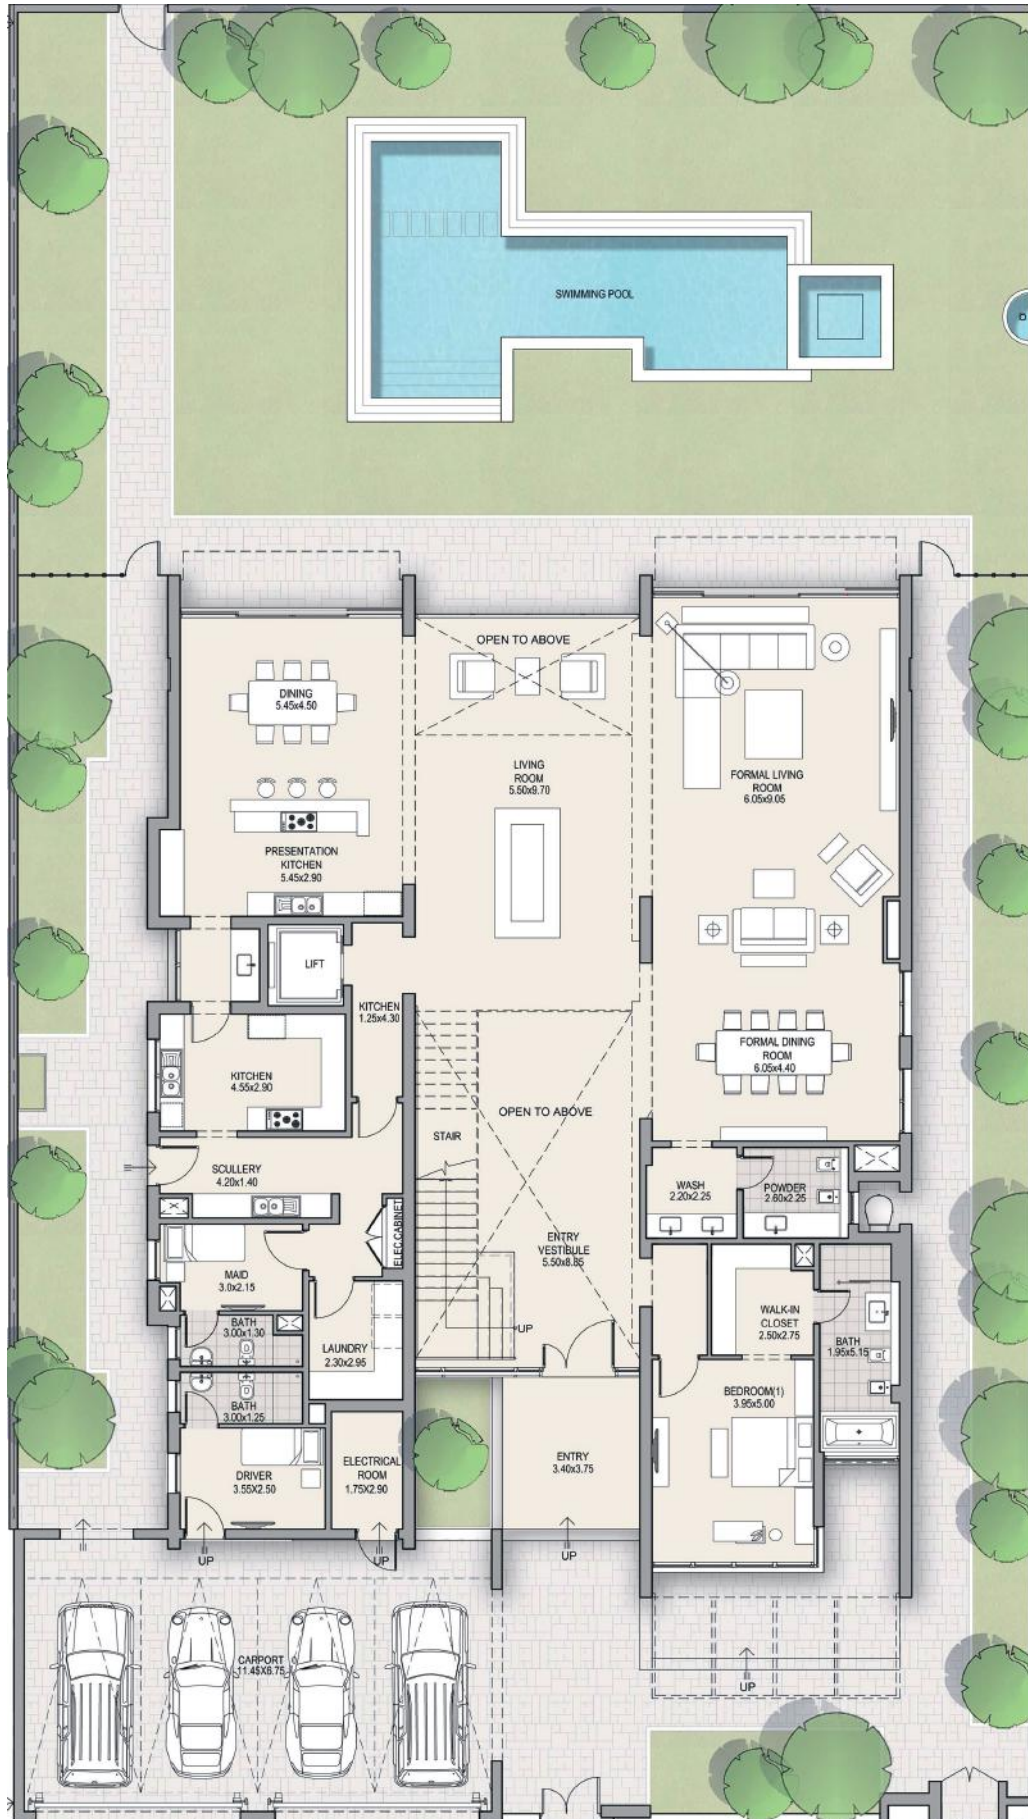 SWIMMING POOL
OPEN TO ABOVE
DINING
5.45x4.50
LIVING
ROOM
5.50x9.70
FORMAL LIVING
ROOM
6.05x9.05
PRESENTATION
KITCHEN
5.45x2.90
LIFT
KITCHEN
1.25x4.30
KITCHEN
4.55x2.90
FORMAL DINING
ROOM
6.05x4.40
OPEN TO ABOVE
STAIR
SCULLERY
4.20x1.40
WASH
2.20x2.25
POWDER
2.60x2.25
ELEC.CABINET
ENTRY
VESTIBULE
5.50x8.85
MAID
3.0x2.15
WALK-IN
CLOSET
2.50x2.75
BATH
3.00x1.30
UP
BATH
1.95x5.15
LAUNDRY
2.30x2.95
BATH
3.00x1.25
BEDROOM(1)
3.95x5.00
DRIVER
3.55X2.50
ELECTRICAL
ROOM
1.75X2.90
ENTRY
3.40x3.75
UP
UP
UP
CARPORT
11.45X6.75
UP